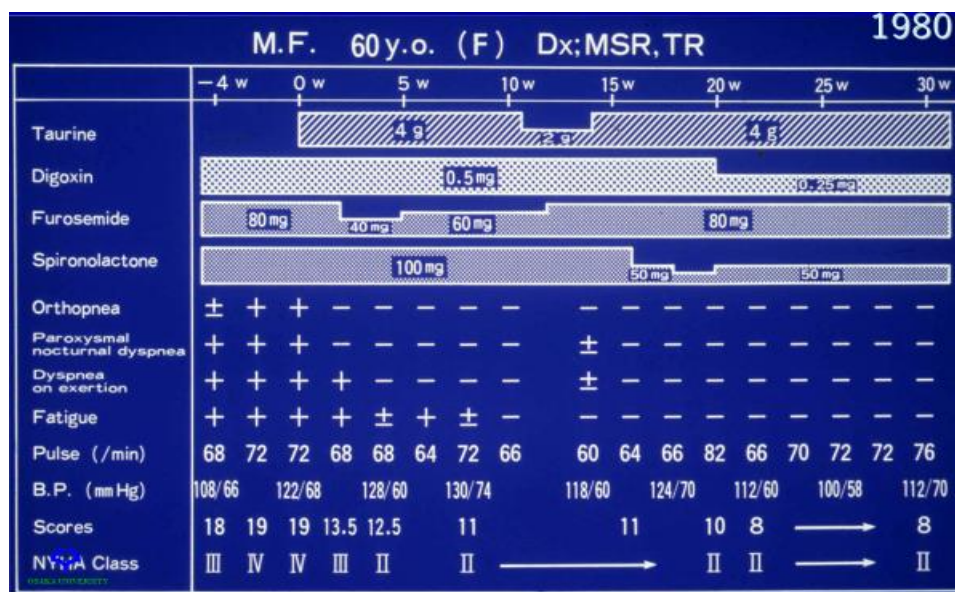 1980
M.F. 60 y.o. (F) Dx;MSR,TR
-4 w 0 w 5 w 10 w 15 w 20 w 25 w 30 w
Taurine 4 g 2 g 4 g
Digoxin 0.5 mg 0.25 mg
Furosemide 80 mg 40 mg 60 mg 80 mg
Spironolactone 100 mg 50 mg 50 mg
Orthopnea ± + + − − − − − − − − − − − − − −
Paroxysmal
nocturnal dyspnea + + + − − − − − ± − − − − − − − −
Dyspnea
on exertion + + + + − − − − ± − − − − − − − −
Fatigue + + + + ± + ± − − − − − − − − − −
Pulse (/min) 68 72 72 68 68 64 72 66 60 64 66 82 66 70 72 72 76
B.P. (mmHg) 108/66 122/68 128/60 130/74 118/60 124/70 112/60 100/58 112/70
Scores 18 19 19 13.5 12.5 11 11 10 8 → 8
NYHA Class III IV IV III II II → II II → II
OSAKA UNIVERSITY